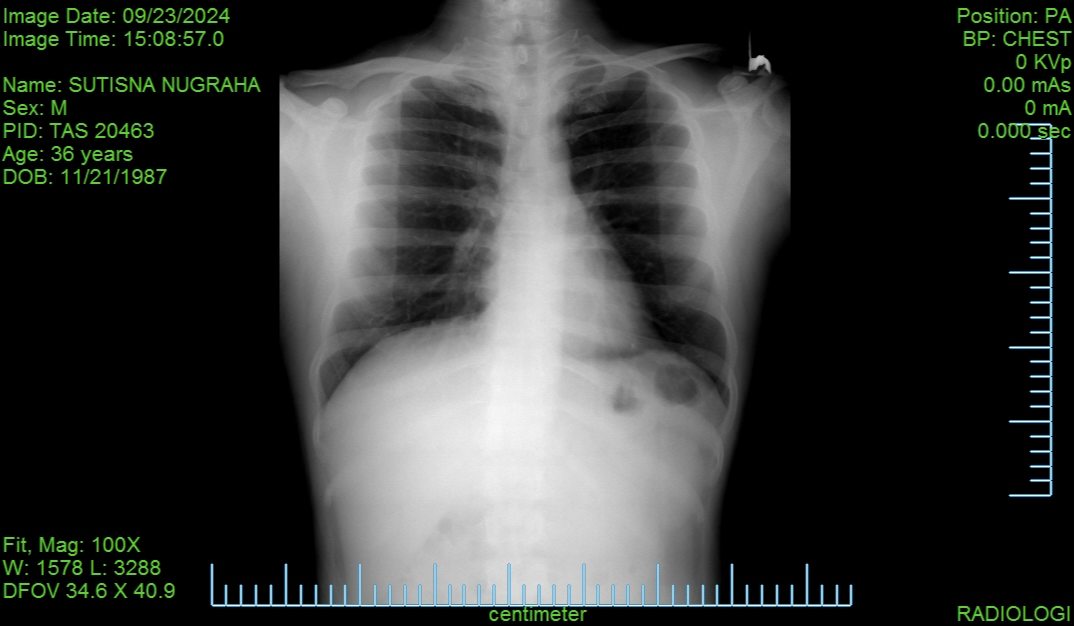 Image Date: 09/23/2024
Image Time: 15:08:57.0
Name: SUTISNA NUGRAHA
Sex: M
PID: TAS 20463
Age: 36 years
DOB: 11/21/1987
Position: PA
BP: CHEST
0 KVp
0.00 mAs
0 mA
0.000 sec
Fit, Mag: 100X
W: 1578 L: 3288
DFOV 34.6 X 40.9
centimeter
RADIOLOGI